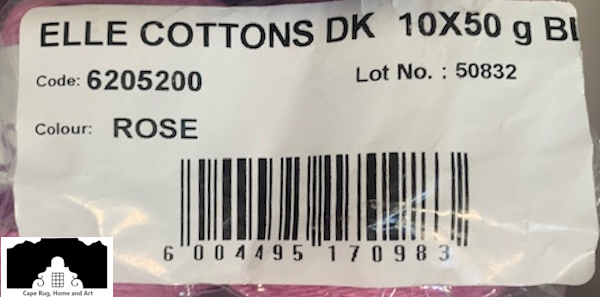 ELLE COTTONS DK 10X50 g
Code: 6205200
Lot No. : 50832
Colour: ROSE
6 004495 170983
Cape Rug, Home and Art